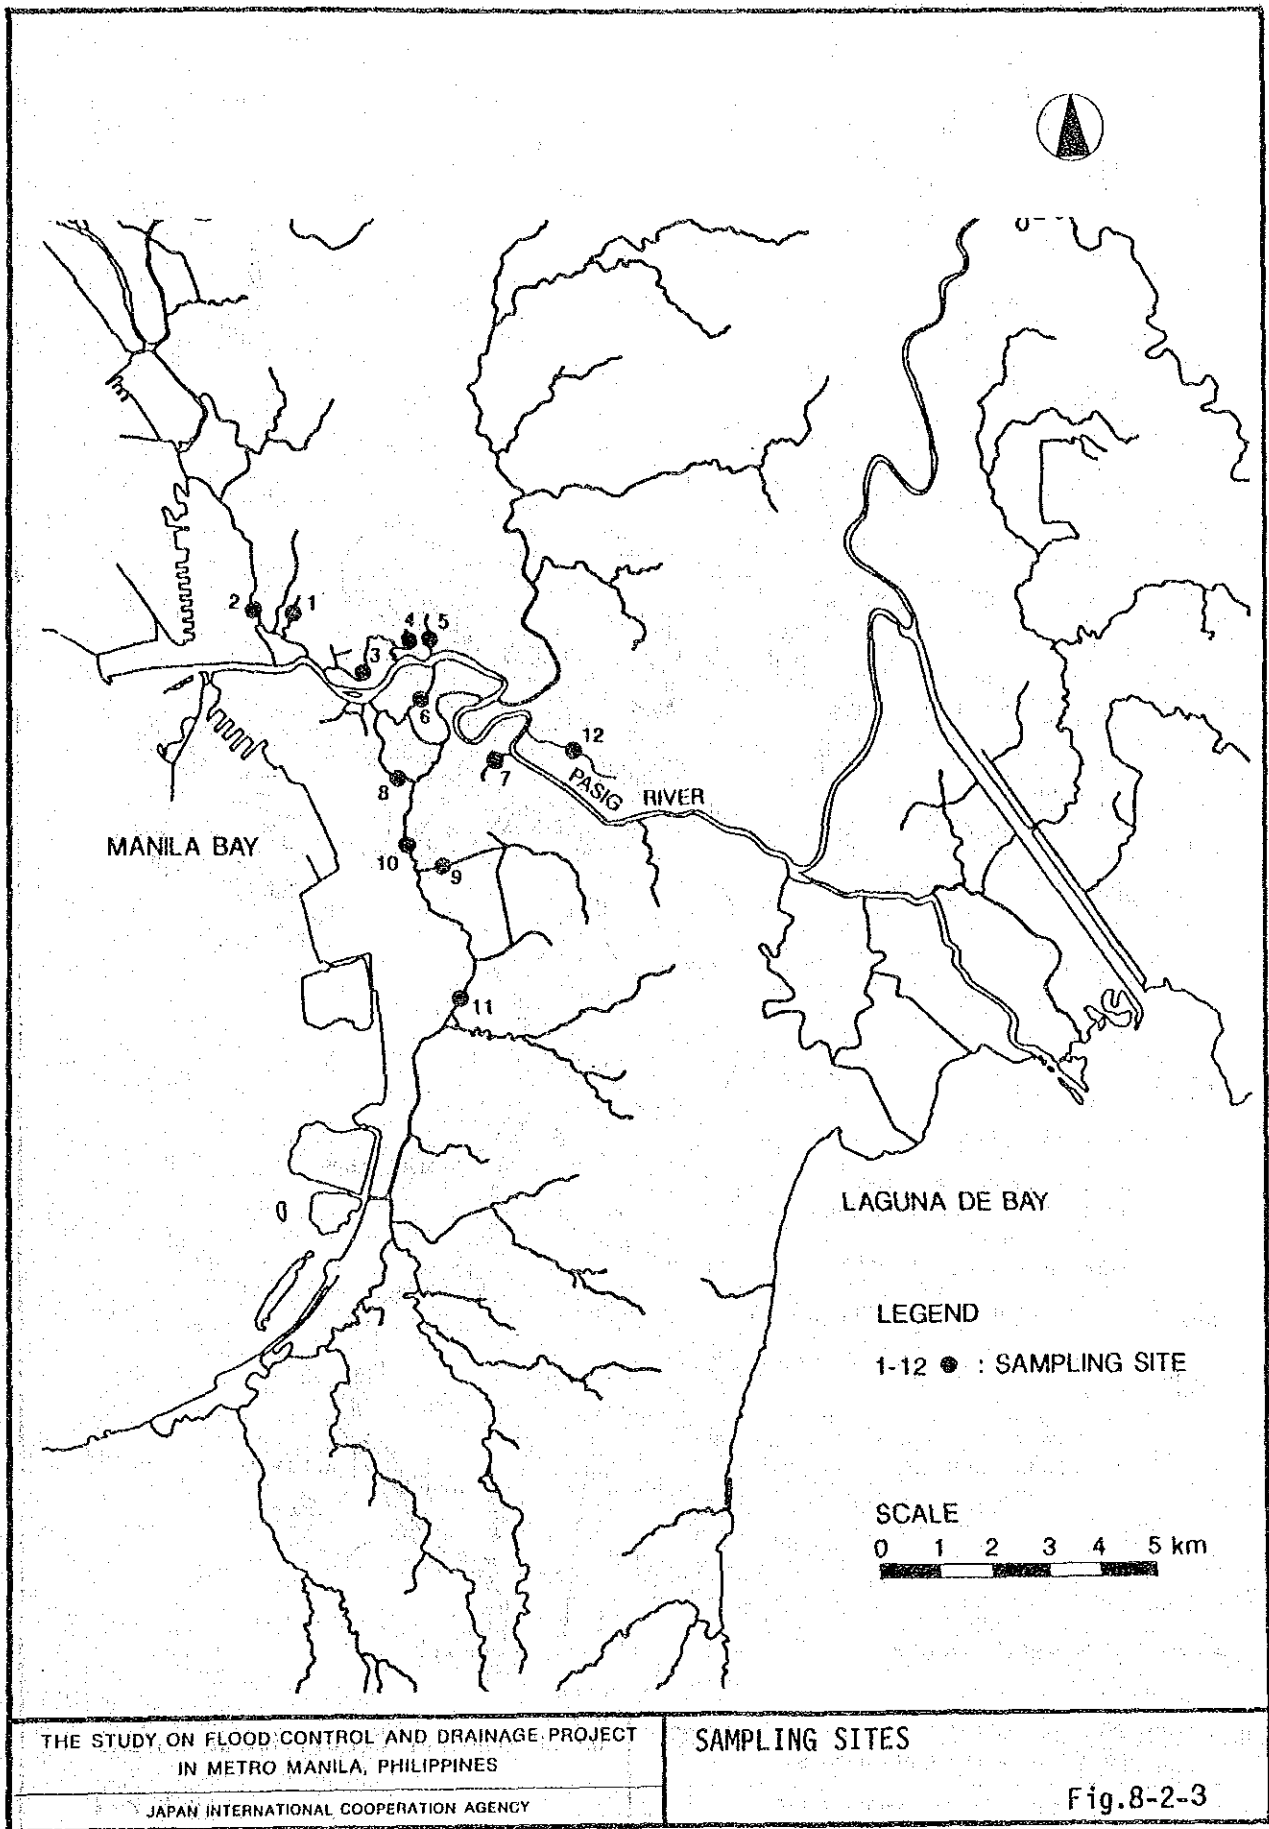 2
1
4
5
3
6
12
7
8
PASIG RIVER
MANILA BAY
10
9
11
LAGUNA DE BAY
LEGEND
1-12 ● : SAMPLING SITE
SCALE
0 1 2 3 4 5 km
THE STUDY ON FLOOD CONTROL AND DRAINAGE PROJECT
IN METRO MANILA, PHILIPPINES
JAPAN INTERNATIONAL COOPERATION AGENCY
SAMPLING SITES
Fig.8-2-3